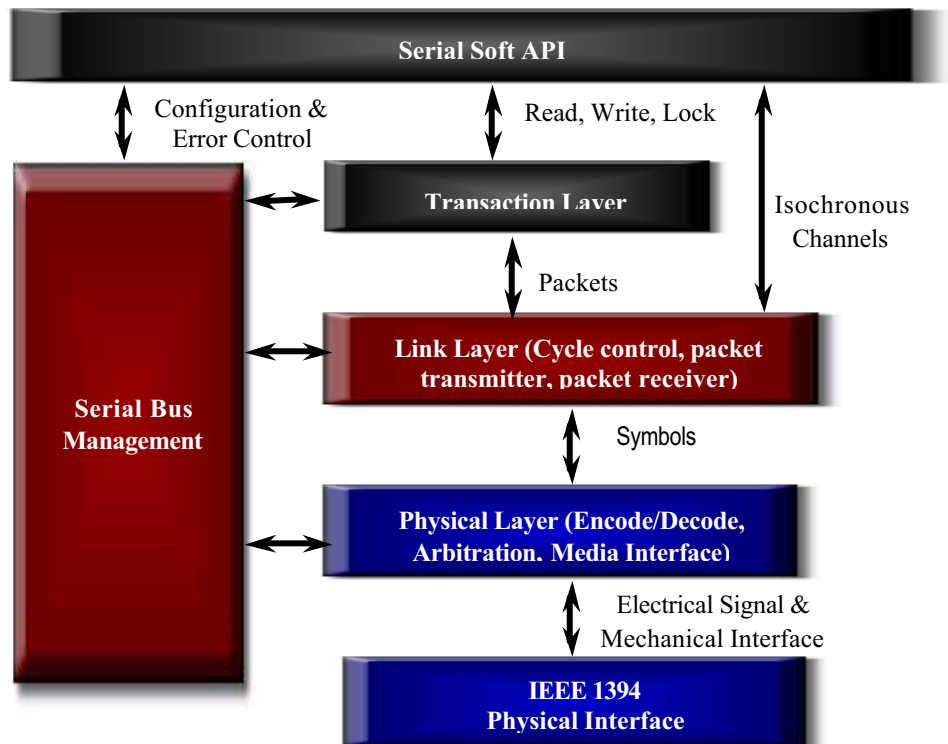 Serial Soft API
Configuration &
Error Control
Read, Write, Lock
Transaction Layer
Isochronous
Channels
Packets
Link Layer (Cycle control, packet
transmitter, packet receiver)
Serial Bus
Management
Symbols
Physical Layer (Encode/Decode,
Arbitration, Media Interface)
Electrical Signal &
Mechanical Interface
IEEE 1394
Physical Interface